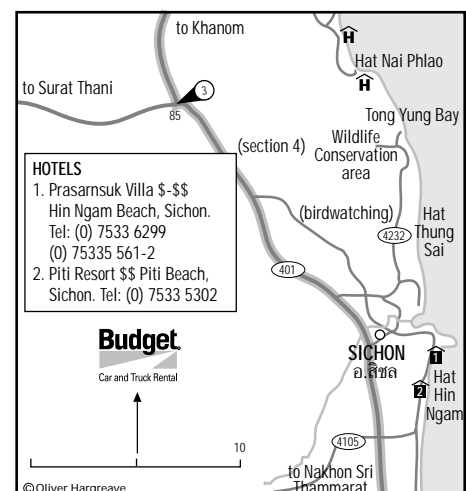 to Khanom
H
Hat Nai Phlao
H
to Surat Thani
3
85
Tong Yung Bay
Wildlife
Conservation
area
(section 4)
HOTELS
1. Prasarnsuk Villa $-$$
Hin Ngam Beach, Sichon.
Tel: (0) 7533 6299
(0) 75335 561-2
2. Piti Resort $$ Piti Beach,
Sichon. Tel: (0) 7533 5302
(birdwatching)
4232
Hat
Thung
Sai
401
Budget
Car and Truck Rental
SICHON
อ.สิชล
1
2
Hat
Hin
Ngam
10
4105
to Nakhon Sri
Thammarat
©Oliver Hargreave